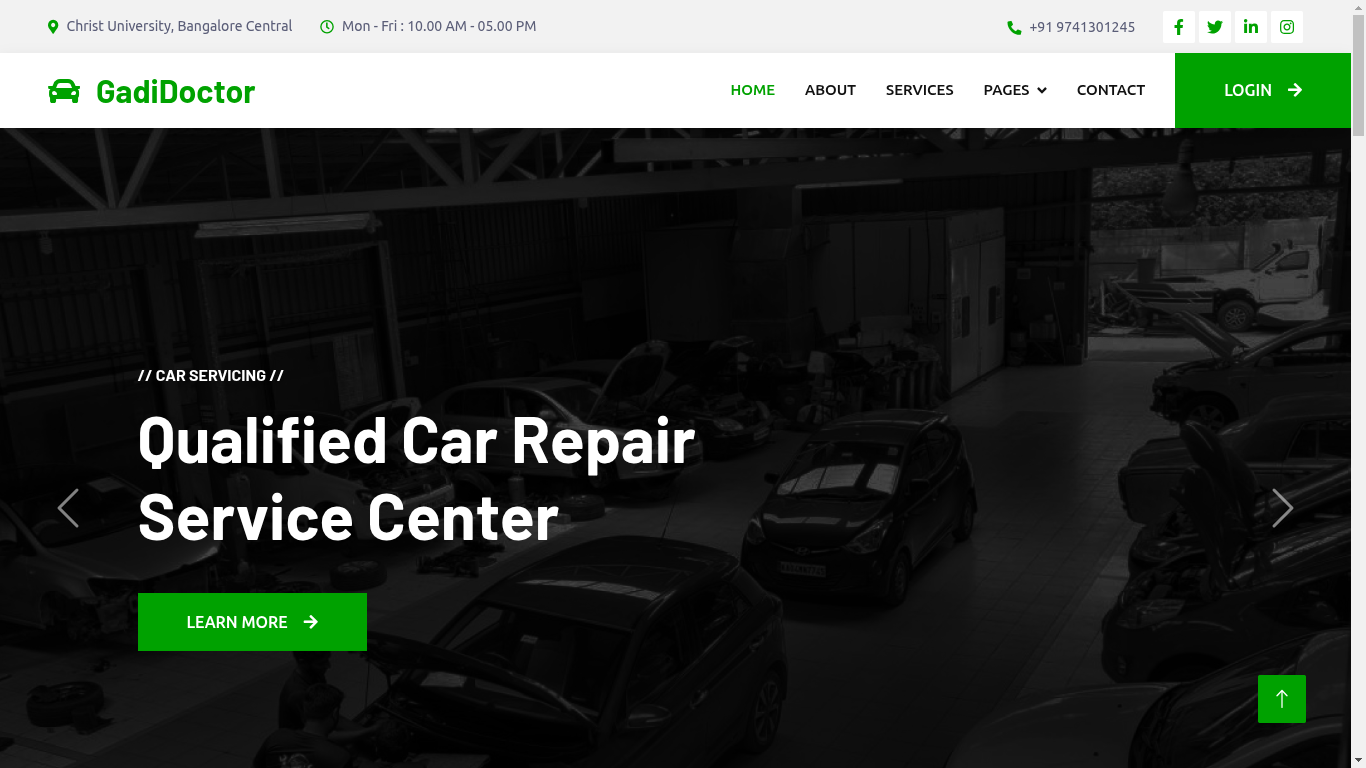 Christ University, Bangalore Central
Mon - Fri : 10.00 AM - 05.00 PM
+91 9741301245
GadiDoctor
HOME
ABOUT
SERVICES
PAGES
CONTACT
LOGIN
// CAR SERVICING //
Qualified Car Repair
Service Center
LEARN MORE